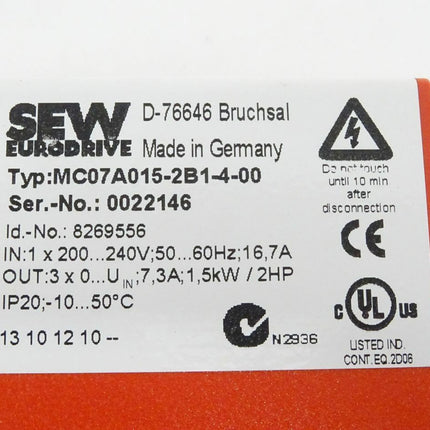 SEW
EURODRIVE
D-76646 Bruchsal
Made in Germany
Typ:MC07A015-2B1-4-00
Ser.-No.: 0022146
Id.-No.: 8269556
IN:1 x 200...240V;50...60Hz;16,7A
OUT:3 x 0...UIN;7,3A;1,5kW / 2HP
IP20;-10...50°C
13 10 12 10 --
N2936
Do not touch
until 10 min
after
disconnection
CE
c UL us
LISTED IND.
CONT.EQ.2D06